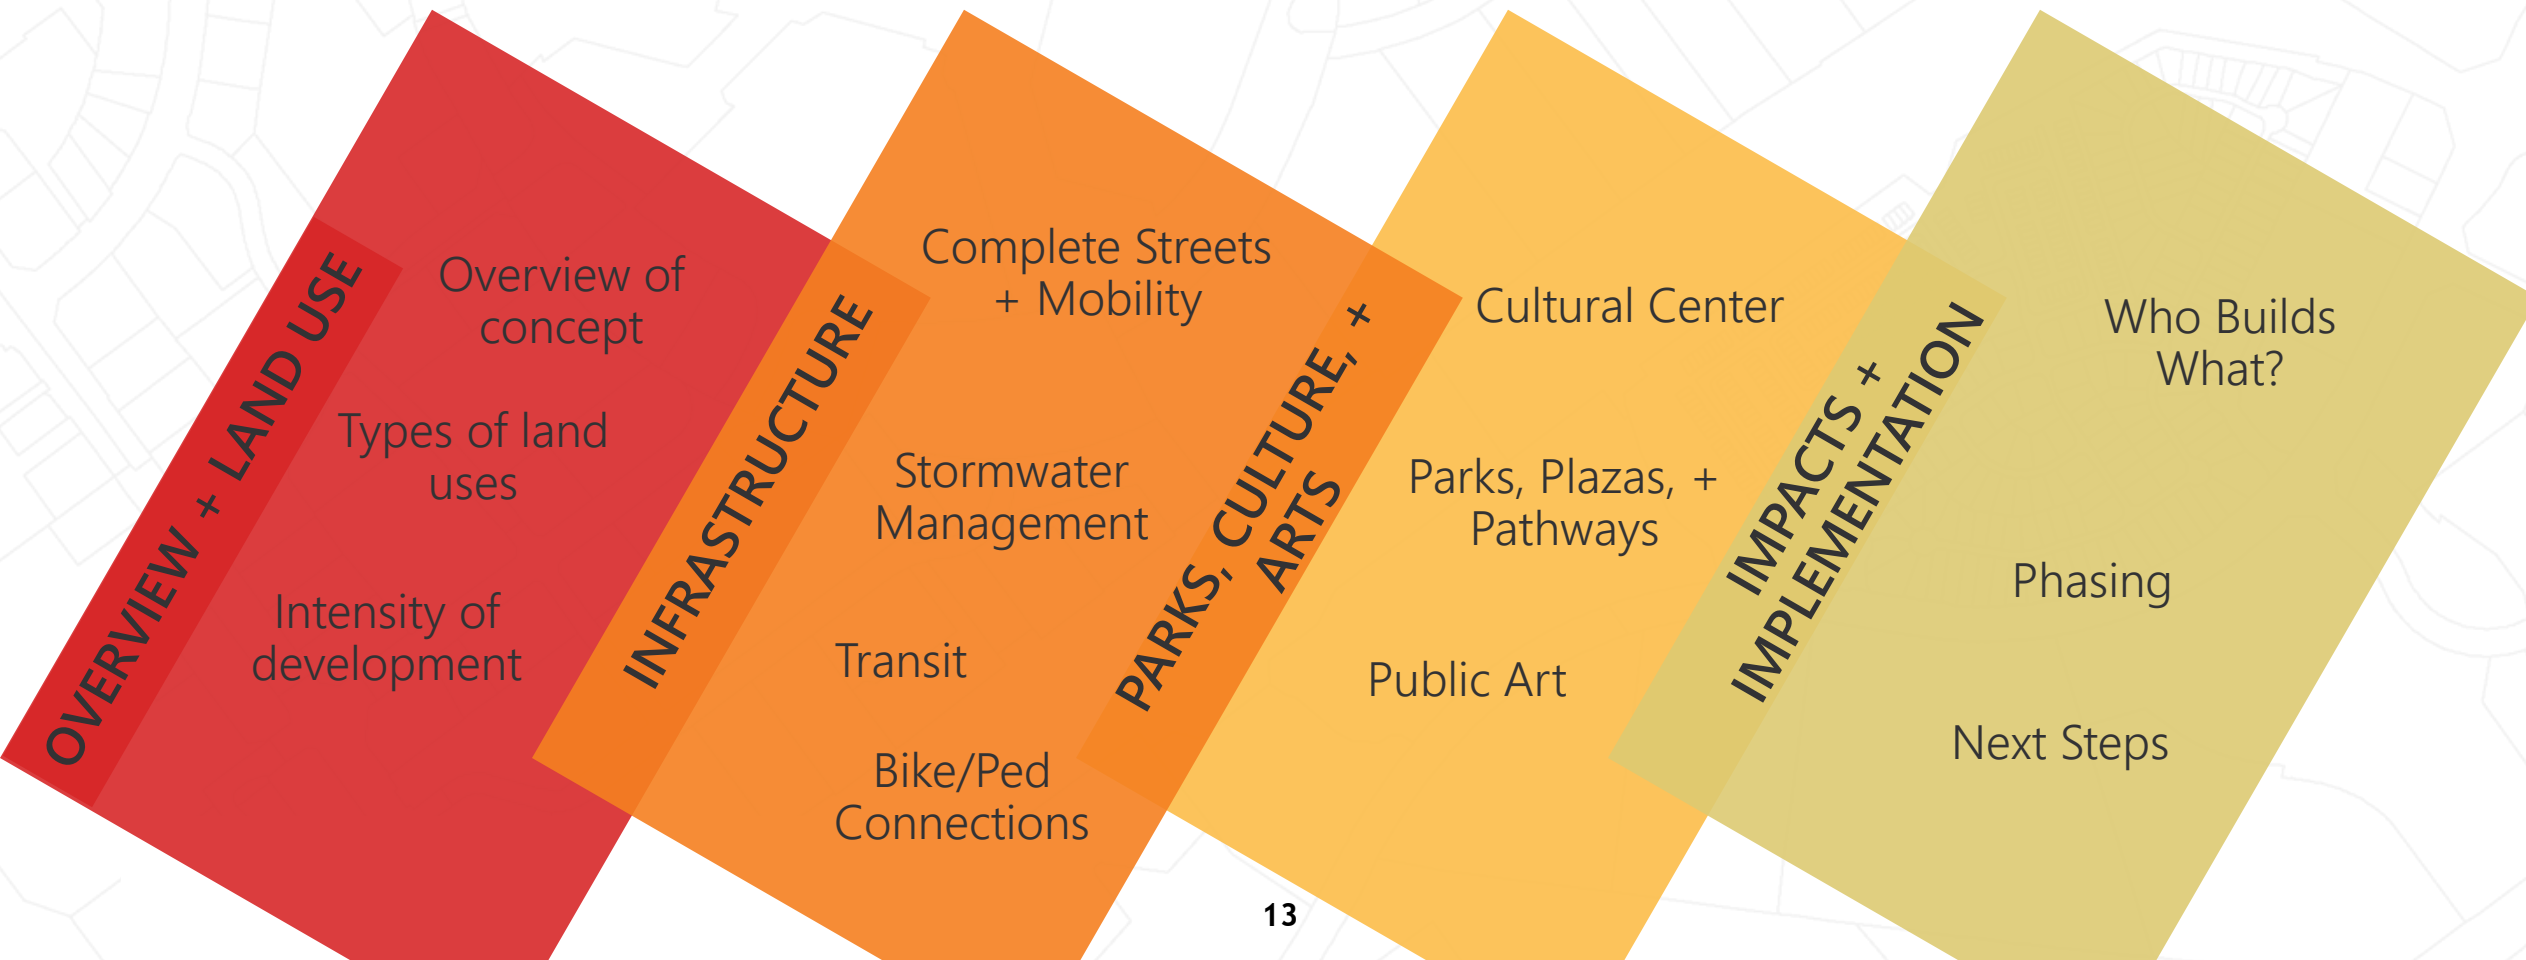 OVERVIEW + LAND USE
Overview of
concept
Types of land
uses
Intensity of
development
INFRASTRUCTURE
Complete Streets
+ Mobility
Stormwater
Management
Transit
Bike/Ped
Connections
PARKS, CULTURE, +
ARTS
Cultural Center
Parks, Plazas, +
Pathways
Public Art
IMPACTS +
IMPLEMENTATION
Who Builds
What?
Phasing
Next Steps
13